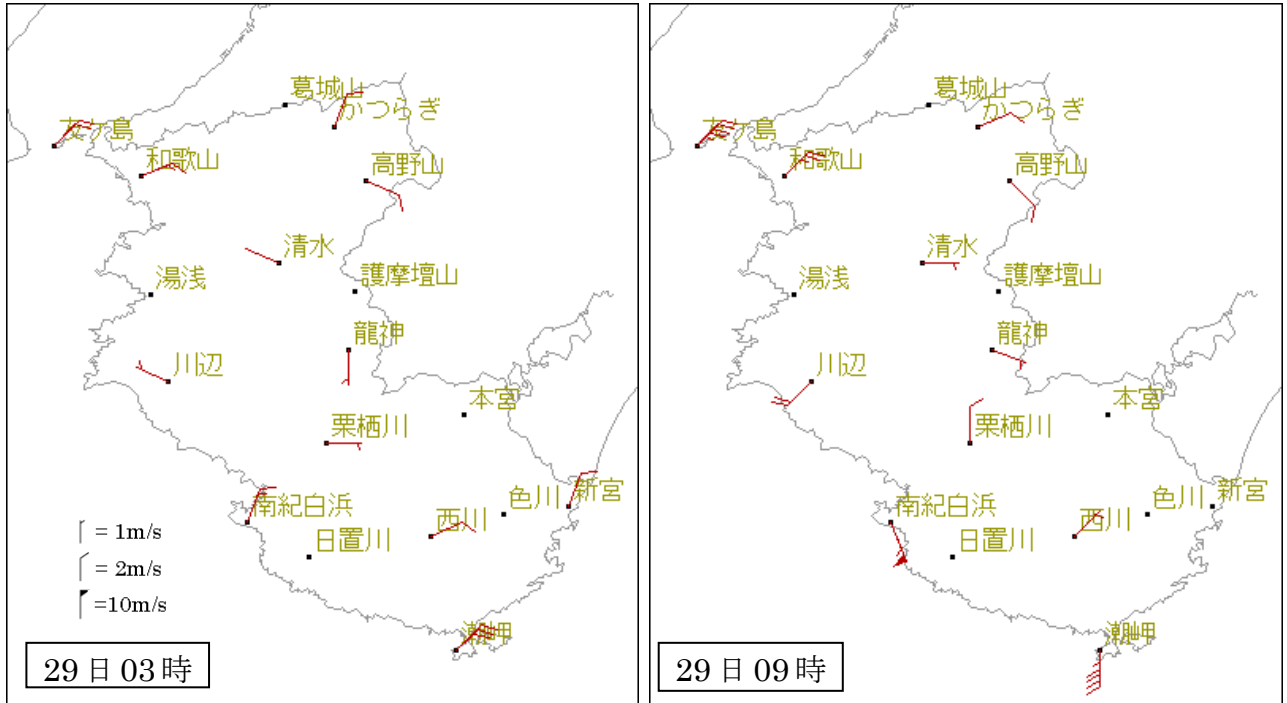 葛城山
かつらぎ
友ケ島
和歌山
高野山
清水
湯浅
護摩壇山
龍神
川辺
本宮
栗栖川
南紀白浜
色川
新宮
西川
日置川
潮岬
= 1m/s
= 2m/s
=10m/s
29日03時
葛城山
かつらぎ
友ケ島
和歌山
高野山
清水
湯浅
護摩壇山
龍神
川辺
本宮
栗栖川
南紀白浜
色川
新宮
西川
日置川
潮岬
29日09時